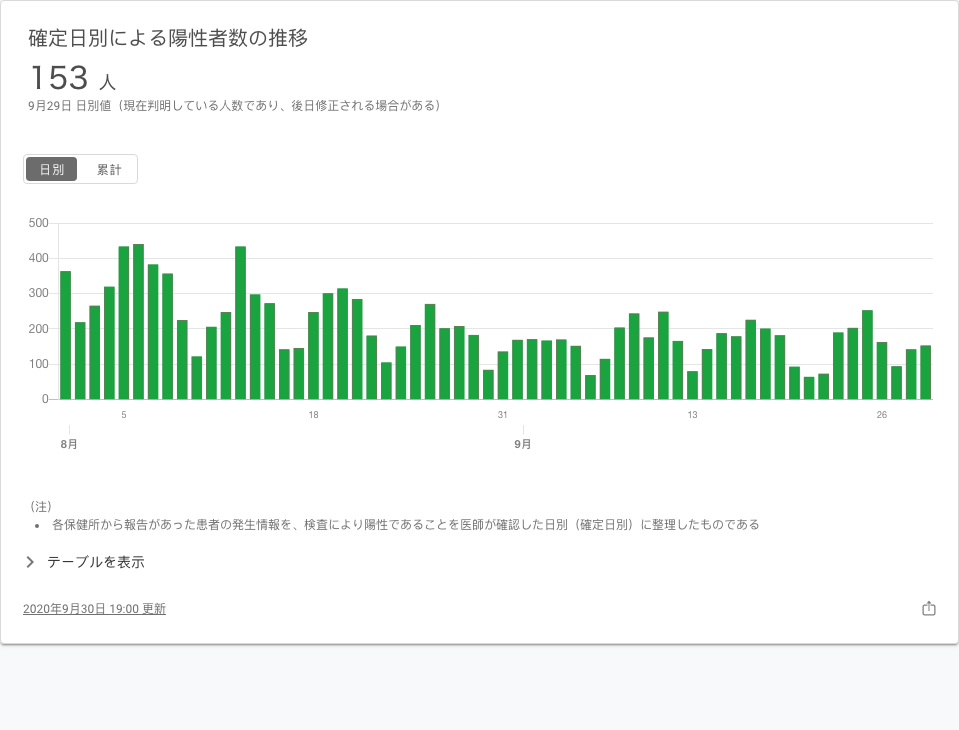 確定日別による陽性者数の推移
153 人
9月29日 日別値（現在判明している人数であり、後日修正される場合がある）
日別 累計
500
400
300
200
100
0
5 18 31 13 26
8月 9月
（注）
• 各保健所から報告があった患者の発生情報を、検査により陽性であることを医師が確認した日別（確定日別）に整理したものである
テーブルを表示
2020年9月30日 19:00 更新